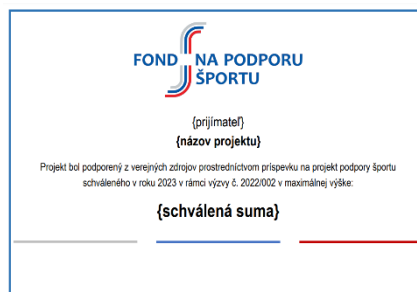 FOND NA PODPORU
ŠPORTU
{prijímateľ}
{názov projektu}
Projekt bol podporený z verejných zdrojov prostredníctvom príspevku na projekt podpory športu
schváleného v roku 2023 v rámci výzvy č. 2022/002 v maximálnej výške:
{schválená suma}